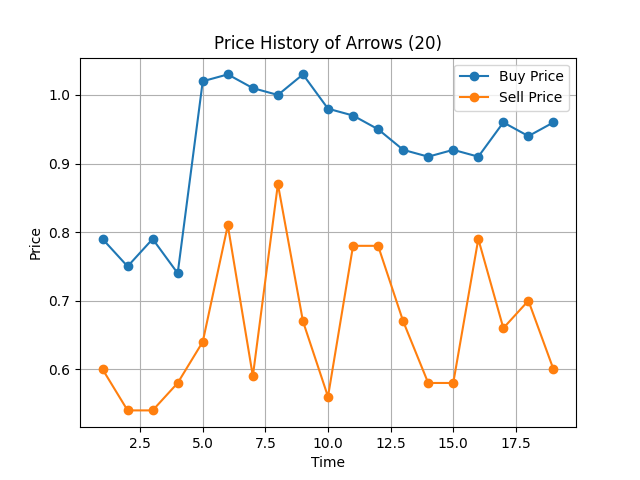 Price History of Arrows (20)
Buy Price
Sell Price
1.0
0.9
0.8
0.7
0.6
Price
2.5 5.0 7.5 10.0 12.5 15.0 17.5
Time